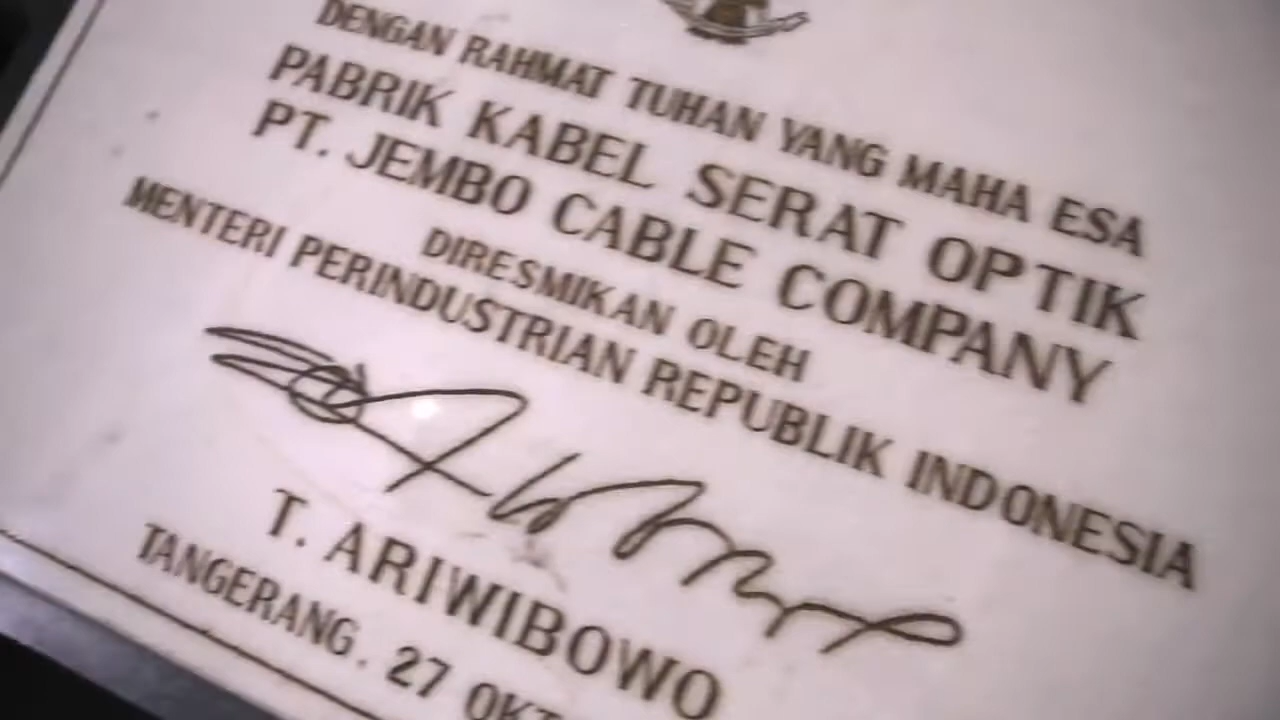 DENGAN RAHMAT TUHAN YANG MAHA ESA
PABRIK KABEL SERAT OPTIK
PT. JEMBO CABLE COMPANY
DIRESMIKAN OLEH
MENTERI PERINDUSTRIAN REPUBLIK INDONESIA
T. ARIWIBOWO
TANGERANG. 27 OKT